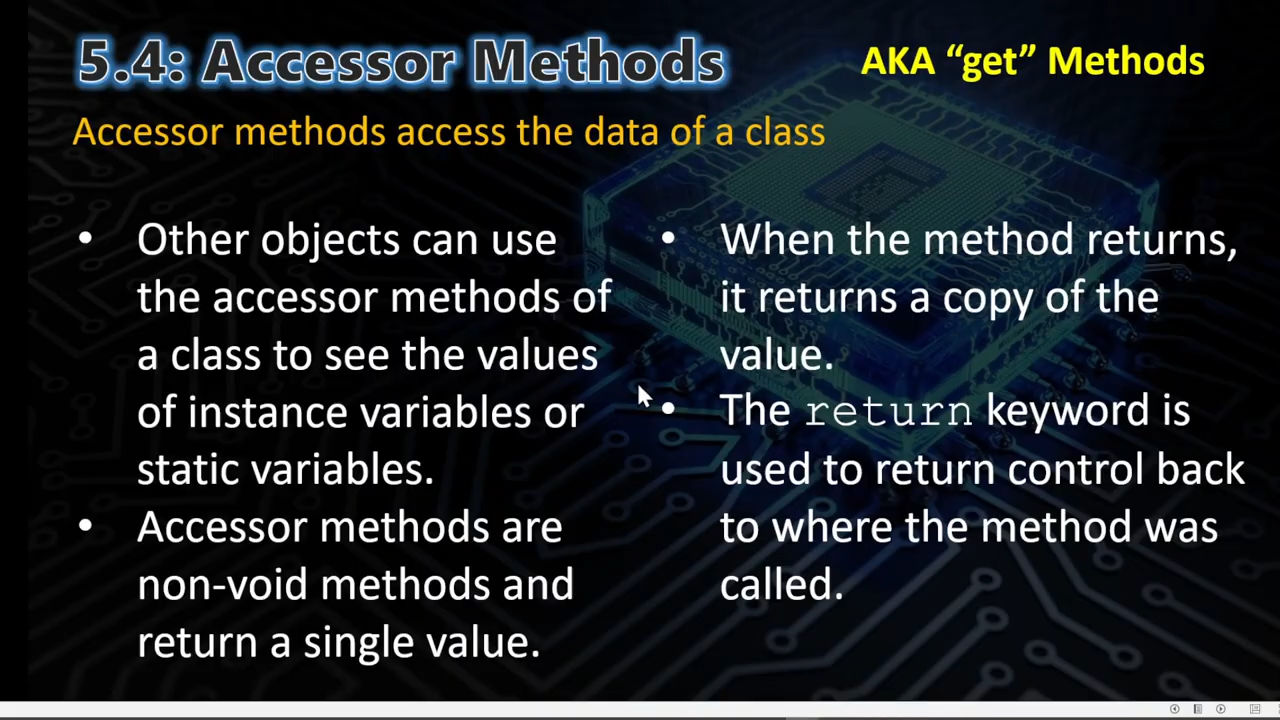 5.4: Accessor Methods
AKA “get” Methods
Accessor methods access the data of a class
• Other objects can use
the accessor methods of
a class to see the values
of instance variables or
static variables.
• Accessor methods are
non-void methods and
return a single value.
• When the method returns,
it returns a copy of the
value.
• The return keyword is
used to return control back
to where the method was
called.